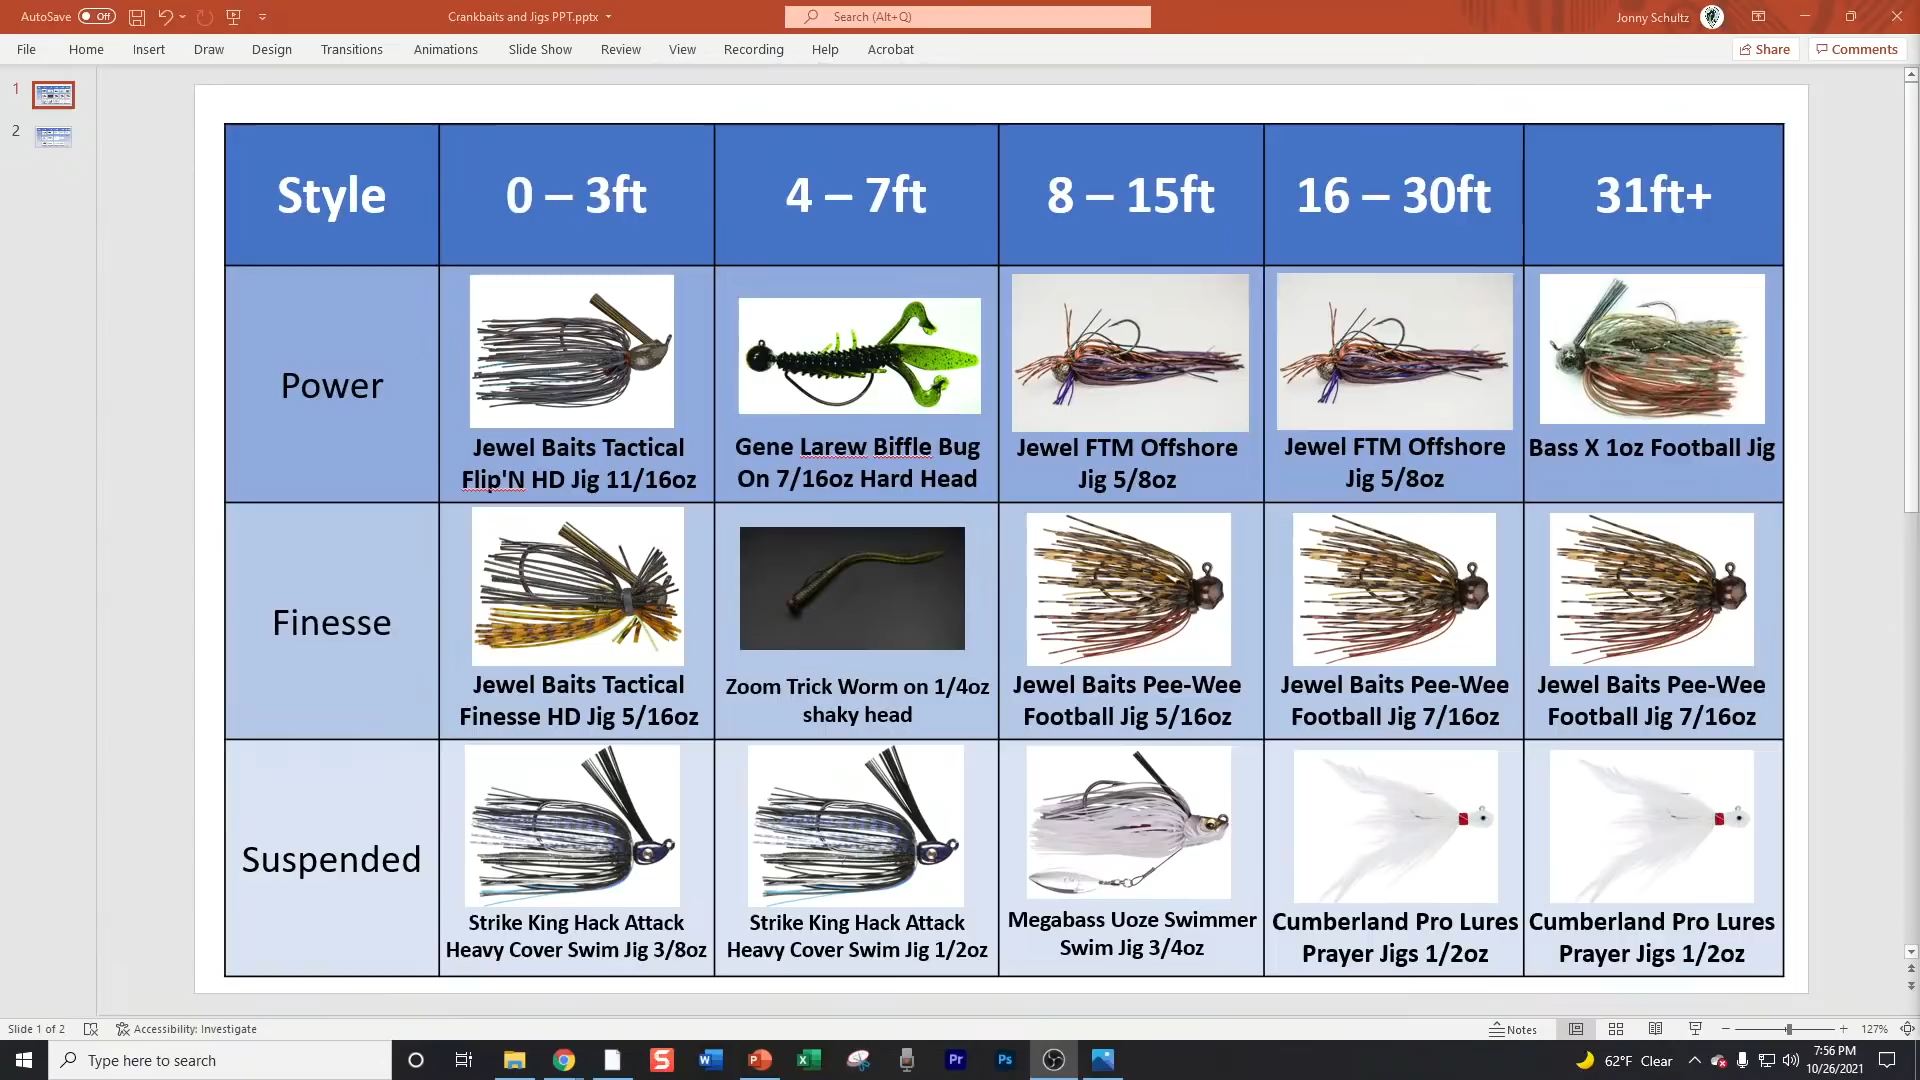 AutoSave Off
Crankbaits and Jigs PPT.pptx
Search (Alt+Q)
Jonny Schultz
File Home Insert Draw Design Transitions Animations Slide Show Review View Recording Help Acrobat
Share Comments
1
2
Style 0 – 3ft 4 – 7ft 8 – 15ft 16 – 30ft 31ft+
Power
Jewel Baits Tactical
Flip'N HD Jig 11/16oz
Gene Larew Biffle Bug
On 7/16oz Hard Head
Jewel FTM Offshore
Jig 5/8oz
Jewel FTM Offshore
Jig 5/8oz
Bass X 1oz Football Jig
Finesse
Jewel Baits Tactical
Finesse HD Jig 5/16oz
Zoom Trick Worm on 1/4oz
shaky head
Jewel Baits Pee-Wee
Football Jig 5/16oz
Jewel Baits Pee-Wee
Football Jig 7/16oz
Jewel Baits Pee-Wee
Football Jig 7/16oz
Suspended
Strike King Hack Attack
Heavy Cover Swim Jig 3/8oz
Strike King Hack Attack
Heavy Cover Swim Jig 1/2oz
Megabass Uoze Swimmer
Swim Jig 3/4oz
Cumberland Pro Lures
Prayer Jigs 1/2oz
Cumberland Pro Lures
Prayer Jigs 1/2oz
Slide 1 of 2
Accessibility: Investigate
Notes
127%
Type here to search
62°F Clear
7:56 PM
10/26/2021